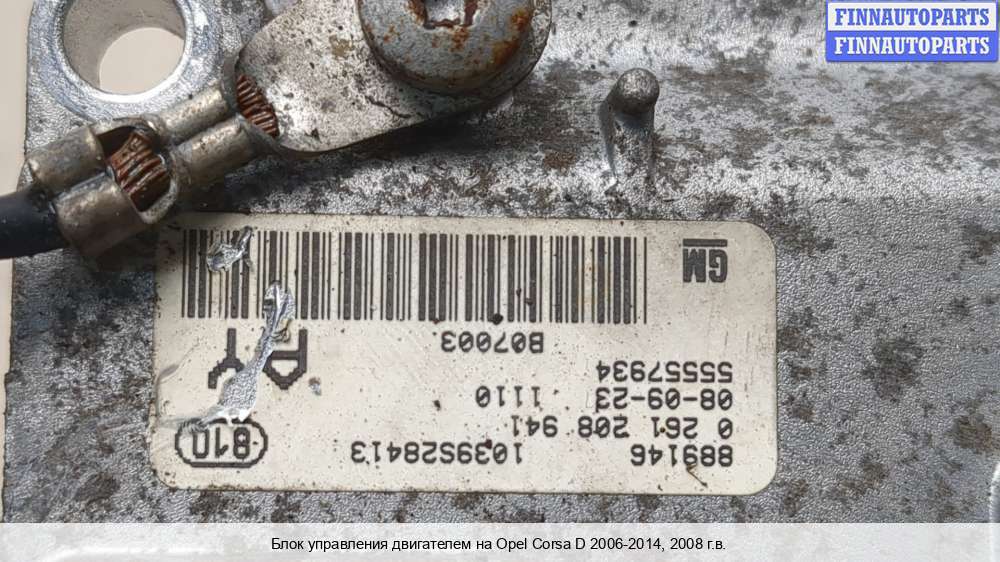 FINNAUTOPARTS
FINNAUTOPARTS
889146 1039S28413
0 261 208 941
08-09-23 1110
55557934
B07003
GM
Блок управления двигателем на Opel Corsa D 2006-2014, 2008 г.в.